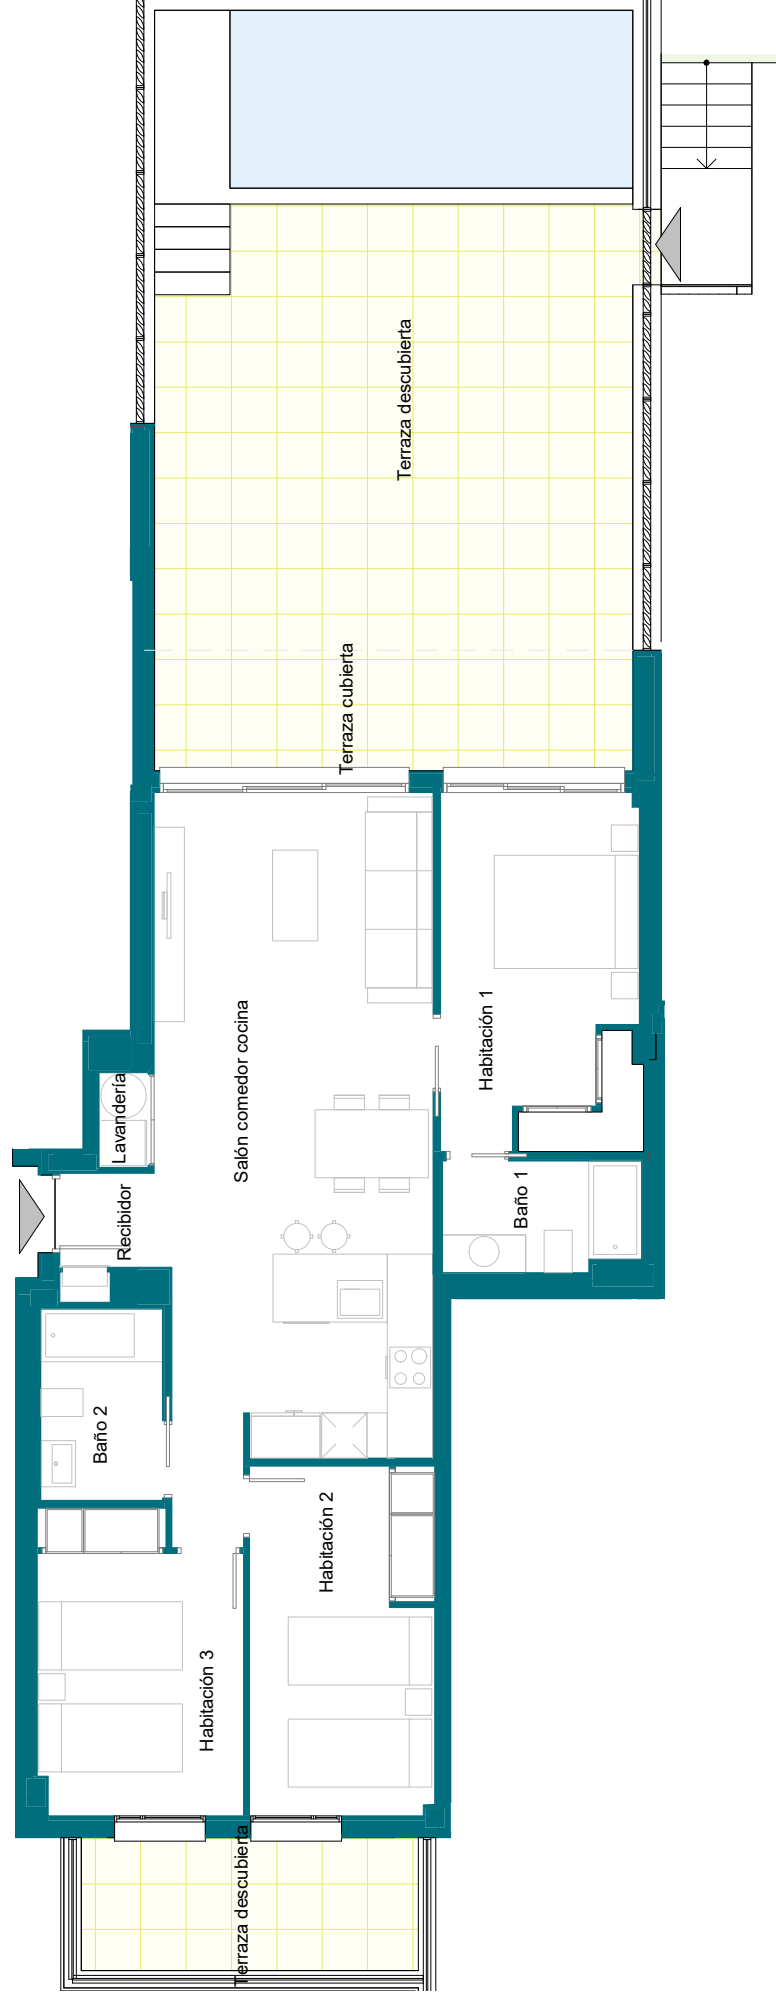 Terraza descubierta
Terraza cubierta
Salón comedor cocina
Habitación 1
Lavandería
Recibidor
Baño 1
Baño 2
Habitación 2
Habitación 3
Terraza descubierta